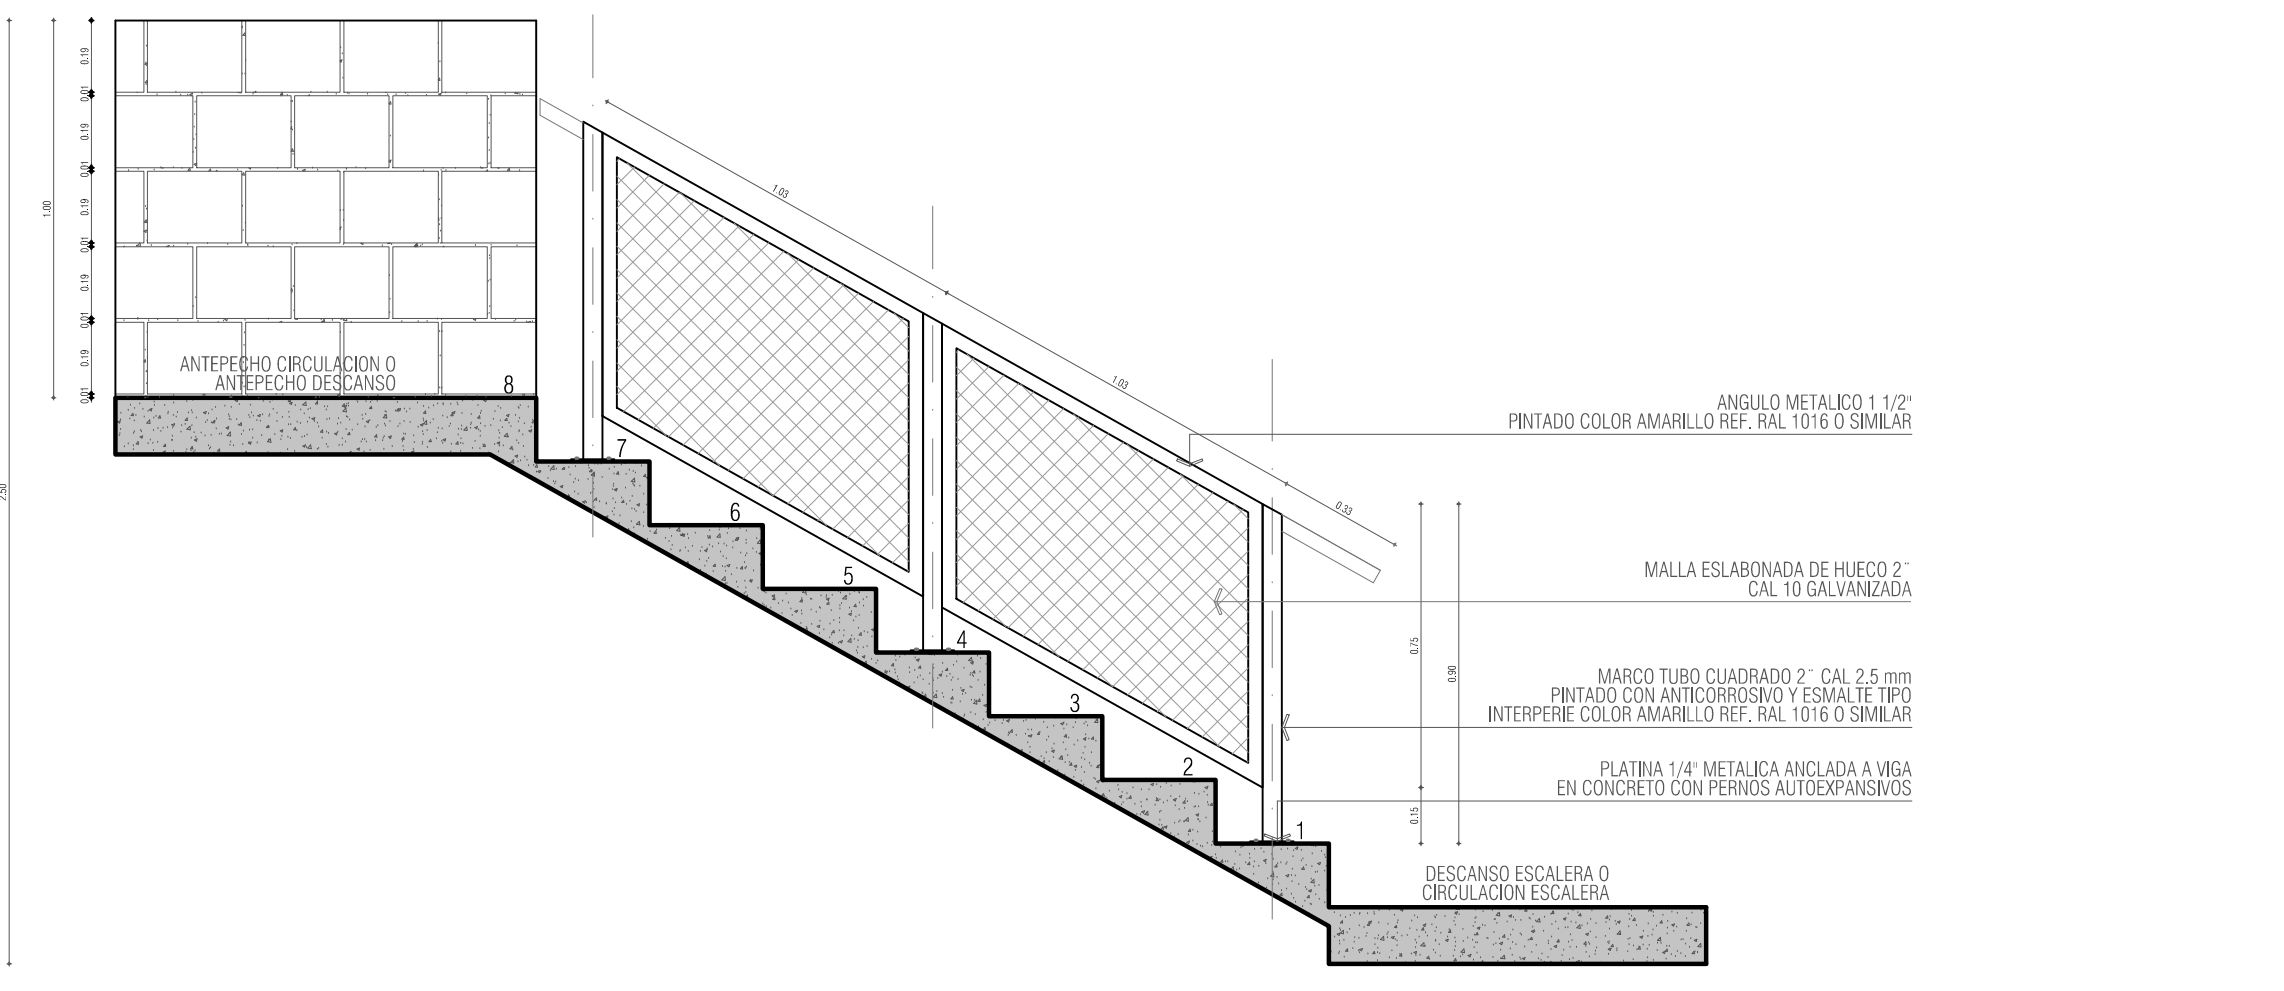 2.50
1.00
0.19
0.01
0.19
0.01
0.19
0.01
0.19
0.01
0.19
0.01
ANTEPECHO CIRCULACION O
ANTEPECHO DESCANSO
8
7
6
5
4
3
2
1
1.03
1.03
0.33
ANGULO METALICO 1 1/2"
PINTADO COLOR AMARILLO REF. RAL 1016 O SIMILAR
MALLA ESLABONADA DE HUECO 2¨
CAL 10 GALVANIZADA
0.75
0.90
0.15
MARCO TUBO CUADRADO 2¨ CAL 2.5 mm
PINTADO CON ANTICORROSIVO Y ESMALTE TIPO
INTERPERIE COLOR AMARILLO REF. RAL 1016 O SIMILAR
PLATINA 1/4" METALICA ANCLADA A VIGA
EN CONCRETO CON PERNOS AUTOEXPANSIVOS
DESCANSO ESCALERA O
CIRCULACION ESCALERA